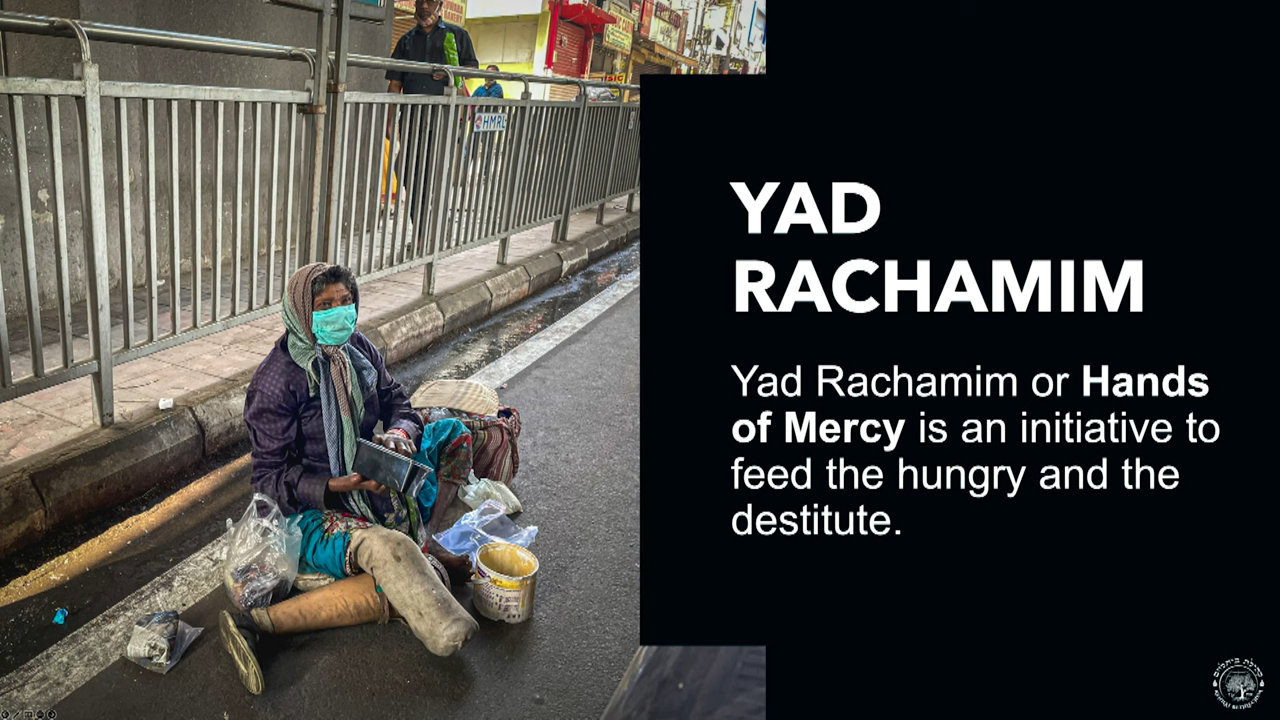 HMRL
YAD
RACHAMIM
Yad Rachamim or Hands
of Mercy is an initiative to
feed the hungry and the
destitute.